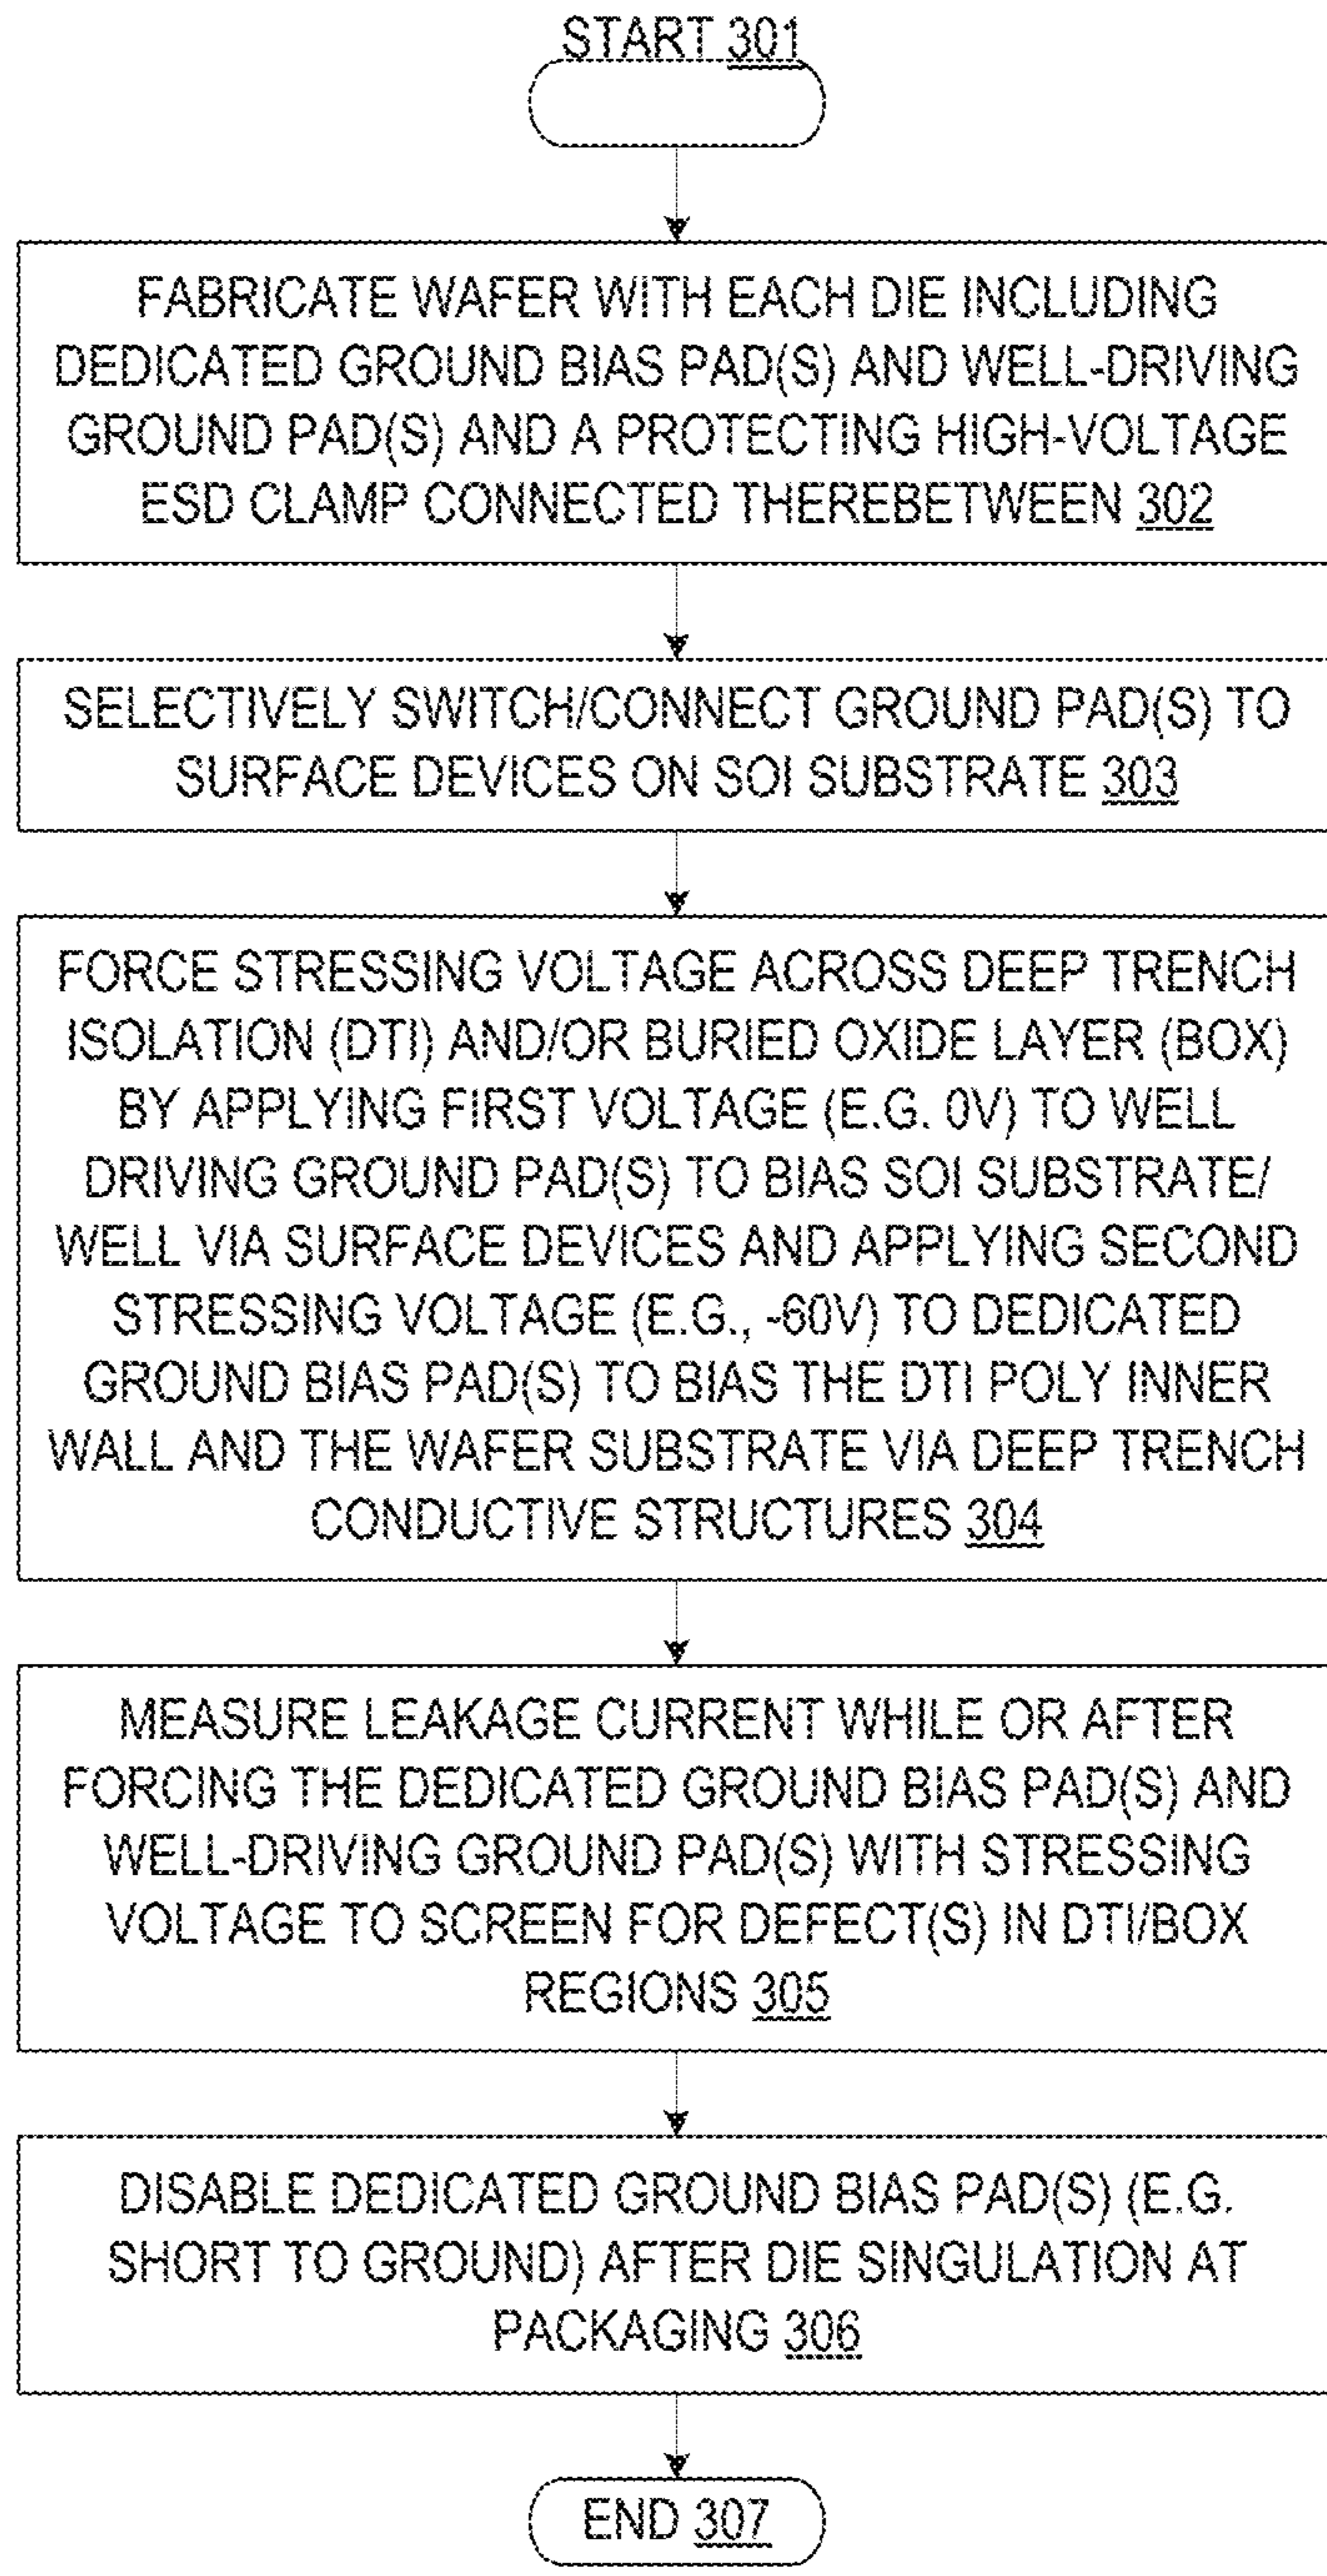 START 301
FABRICATE WAFER WITH EACH DIE INCLUDING
DEDICATED GROUND BIAS PAD(S) AND WELL-DRIVING
GROUND PAD(S) AND A PROTECTING HIGH-VOLTAGE
ESD CLAMP CONNECTED THEREBETWEEN 302
SELECTIVELY SWITCH/CONNECT GROUND PAD(S) TO
SURFACE DEVICES ON SOI SUBSTRATE 303
FORCE STRESSING VOLTAGE ACROSS DEEP TRENCH
ISOLATION (DTI) AND/OR BURIED OXIDE LAYER (BOX)
BY APPLYING FIRST VOLTAGE (E.G. 0V) TO WELL
DRIVING GROUND PAD(S) TO BIAS SOI SUBSTRATE/
WELL VIA SURFACE DEVICES AND APPLYING SECOND
STRESSING VOLTAGE (E.G., -60V) TO DEDICATED
GROUND BIAS PAD(S) TO BIAS THE DTI POLY INNER
WALL AND THE WAFER SUBSTRATE VIA DEEP TRENCH
CONDUCTIVE STRUCTURES 304
MEASURE LEAKAGE CURRENT WHILE OR AFTER
FORCING THE DEDICATED GROUND BIAS PAD(S) AND
WELL-DRIVING GROUND PAD(S) WITH STRESSING
VOLTAGE TO SCREEN FOR DEFECT(S) IN DTI/BOX
REGIONS 305
DISABLE DEDICATED GROUND BIAS PAD(S) (E.G.
SHORT TO GROUND) AFTER DIE SINGULATION AT
PACKAGING 306
END 307